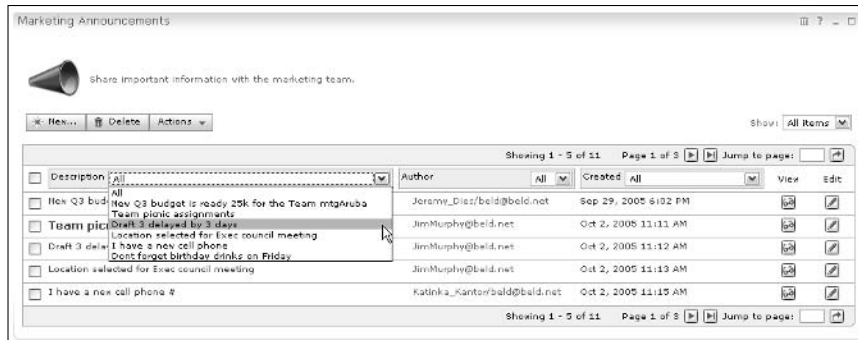 Marketing Announcements ? _
Share important information with the marketing team.
New... Delete Actions
Show: All Items
Showing 1 - 5 of 11 Page 1 of 3 Jump to page:
Description All Author All Created All View Edit
All
New Q3 budget is ready 25k for the Team mtgAruba
Team picnic assignments
Draft 3 delayed by 3 days
Location selected for Exec council meeting
I have a new cell phone
Dont forget birthday drinks on Friday
New Q3 bud Sep 29, 2005 6:02 PM
Team pic JimMurphy@beld.net Oct 2, 2005 11:11 AM
Draft 3 dela JimMurphy@beld.net Oct 2, 2005 11:12 AM
Location selected for Exec council meeting JimMurphy@beld.net Oct 2, 2005 11:13 AM
I have a new cell phone # Katinka_Kantor/beld@beld.net Oct 2, 2005 11:15 AM
Showing 1 - 5 of 11 Page 1 of 3 Jump to page: